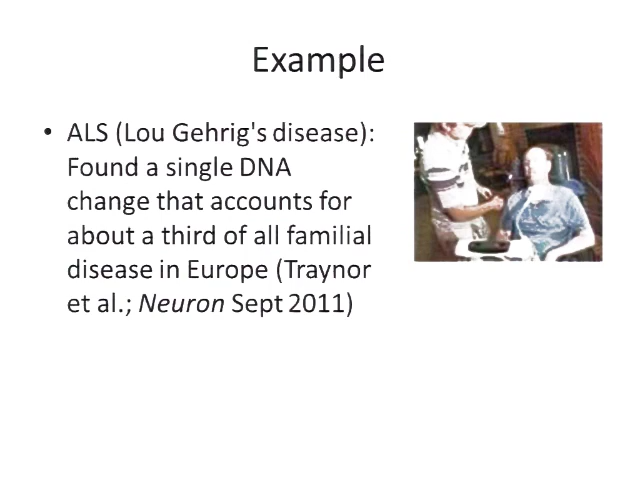 Example
• ALS (Lou Gehrig's disease):
Found a single DNA
change that accounts for
about a third of all familial
disease in Europe (Traynor
et al.; Neuron Sept 2011)